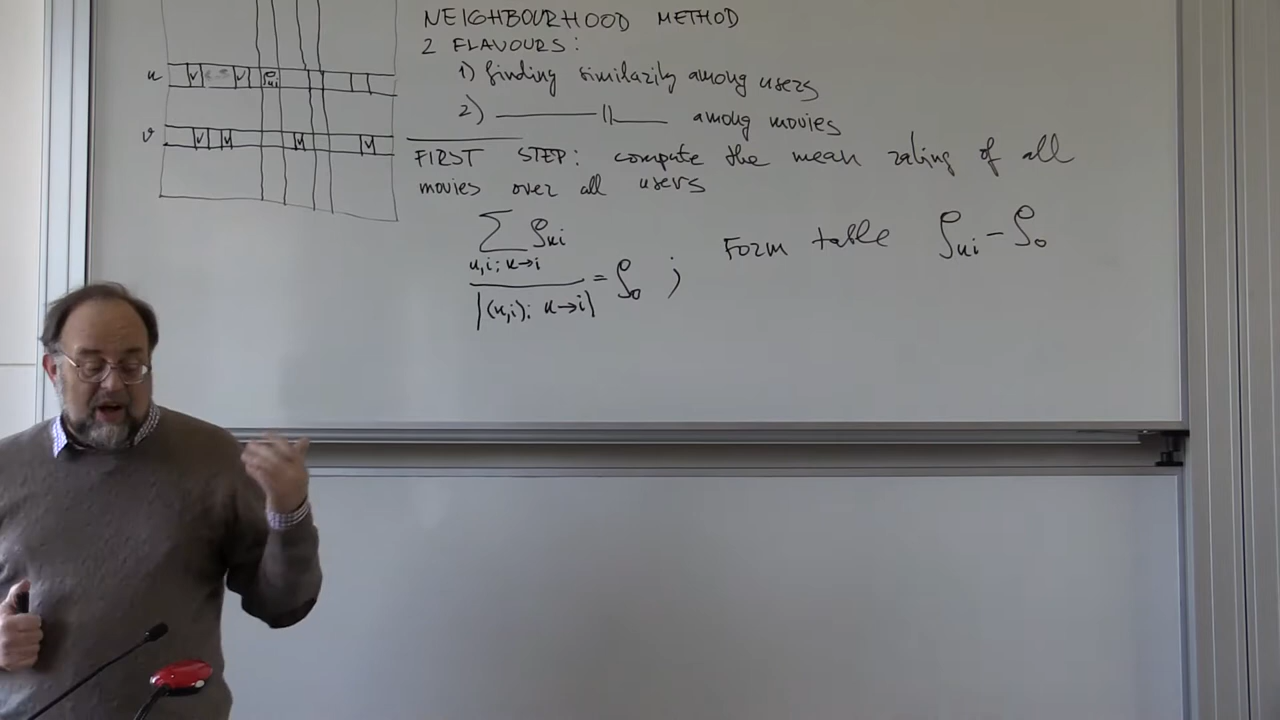 NEIGHBOURHOOD METHOD
2 FLAVOURS:
1) finding similarity among users
2) ———— || —— among movies
FIRST STEP: compute the mean rating of all
movies over all users
∑ ρui
u,i; u→i
|(u,i): u→i|
= ρ0 ;
Form table ρui - ρ0
u
ρui
v